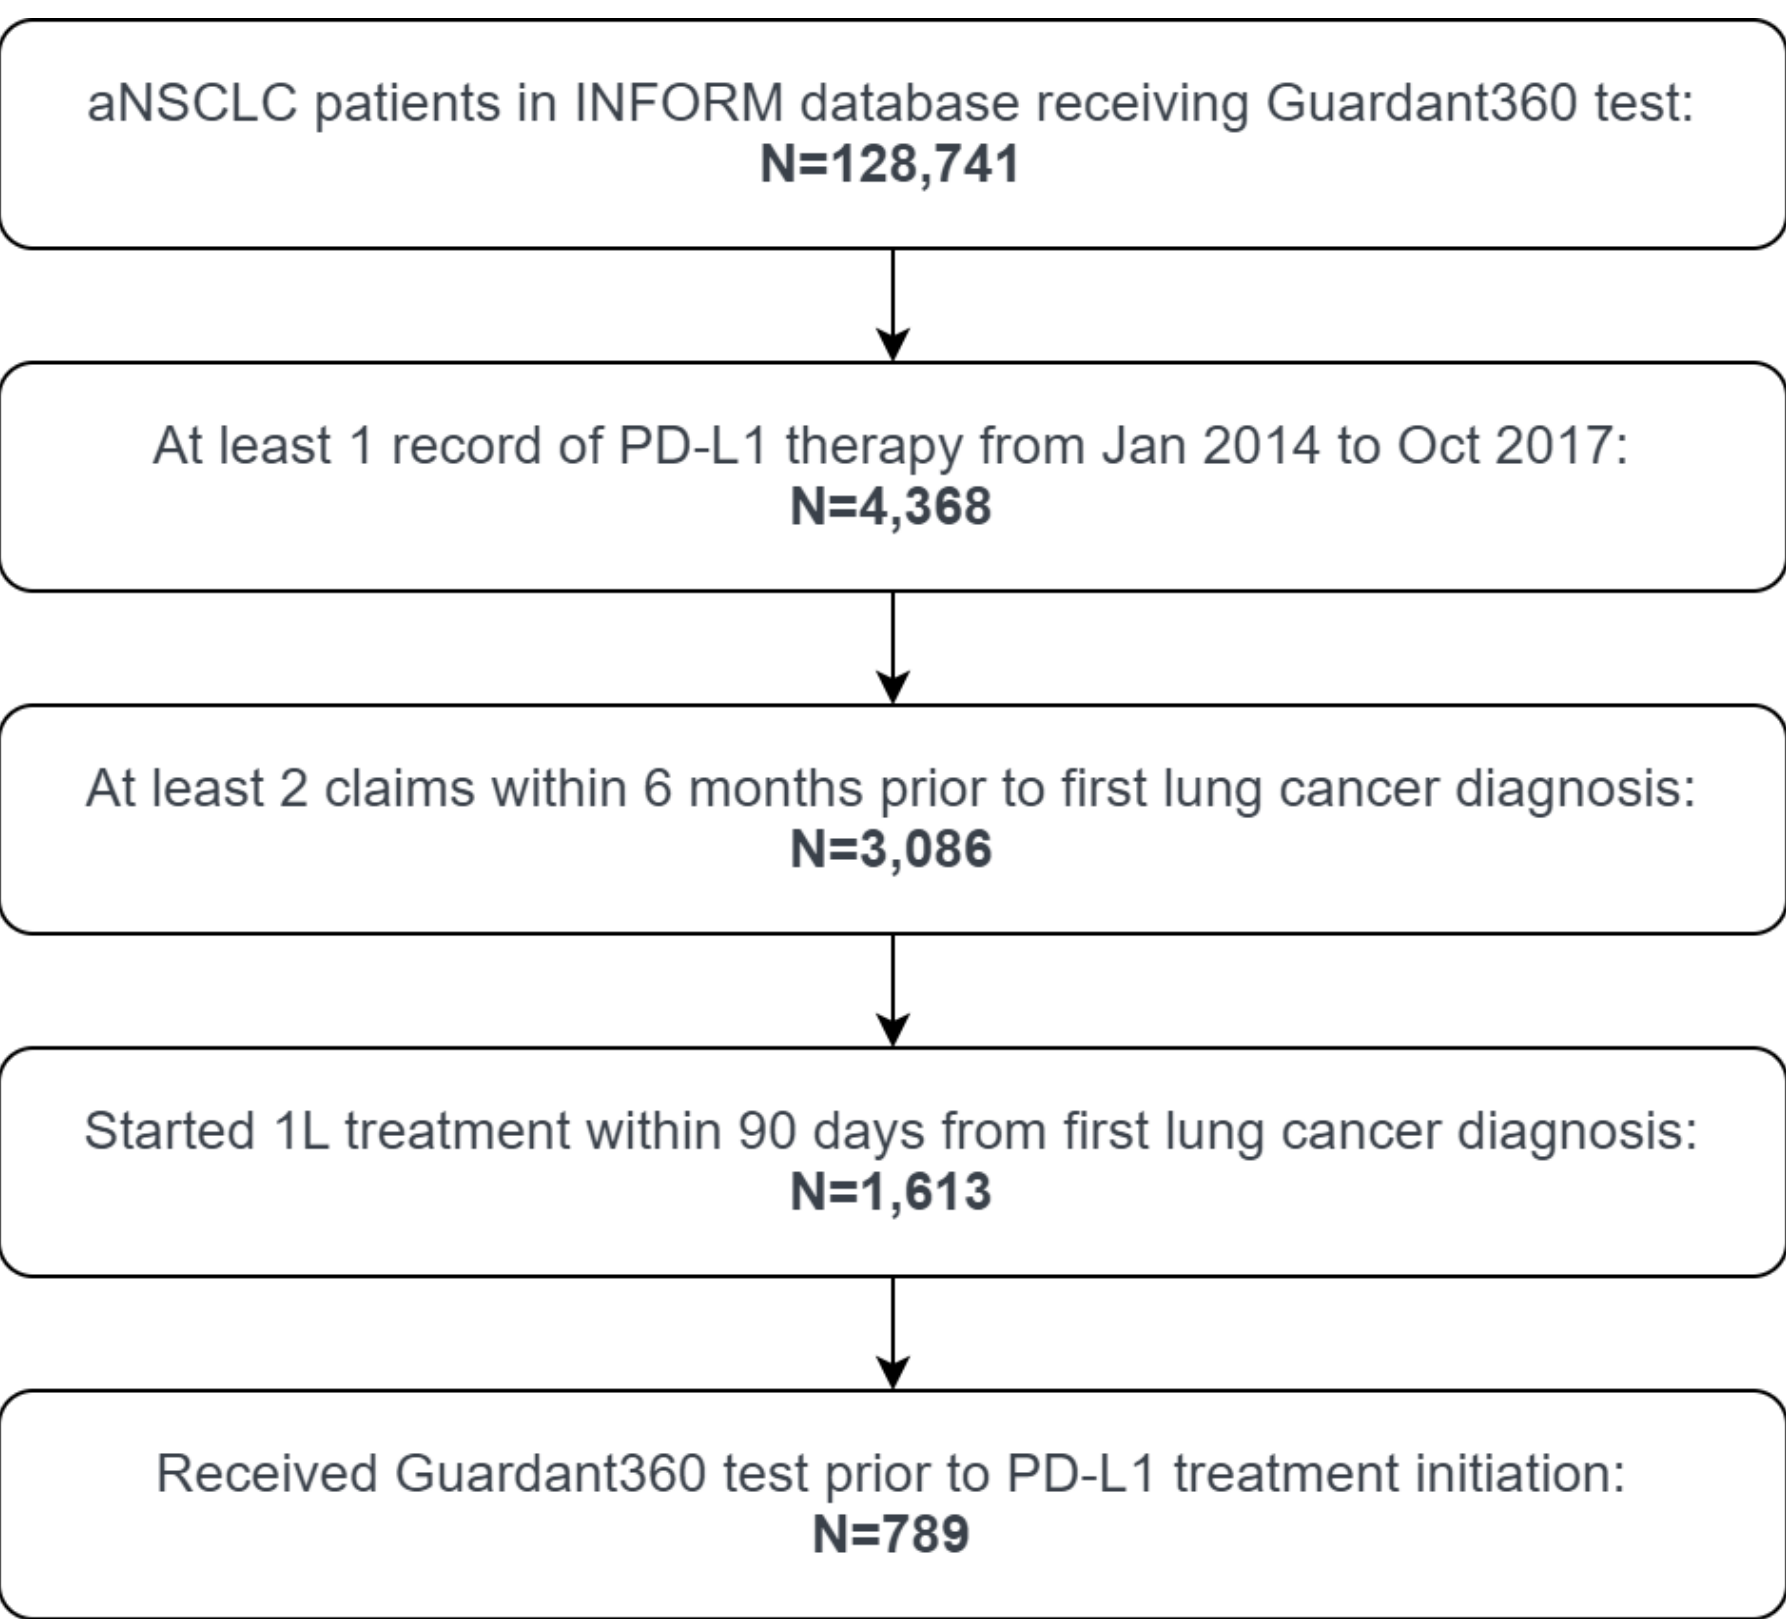 aNSCLC patients in INFORM database receiving Guardant360 test:
N=128,741
At least 1 record of PD-L1 therapy from Jan 2014 to Oct 2017:
N=4,368
At least 2 claims within 6 months prior to first lung cancer diagnosis:
N=3,086
Started 1L treatment within 90 days from first lung cancer diagnosis:
N=1,613
Received Guardant360 test prior to PD-L1 treatment initiation:
N=789